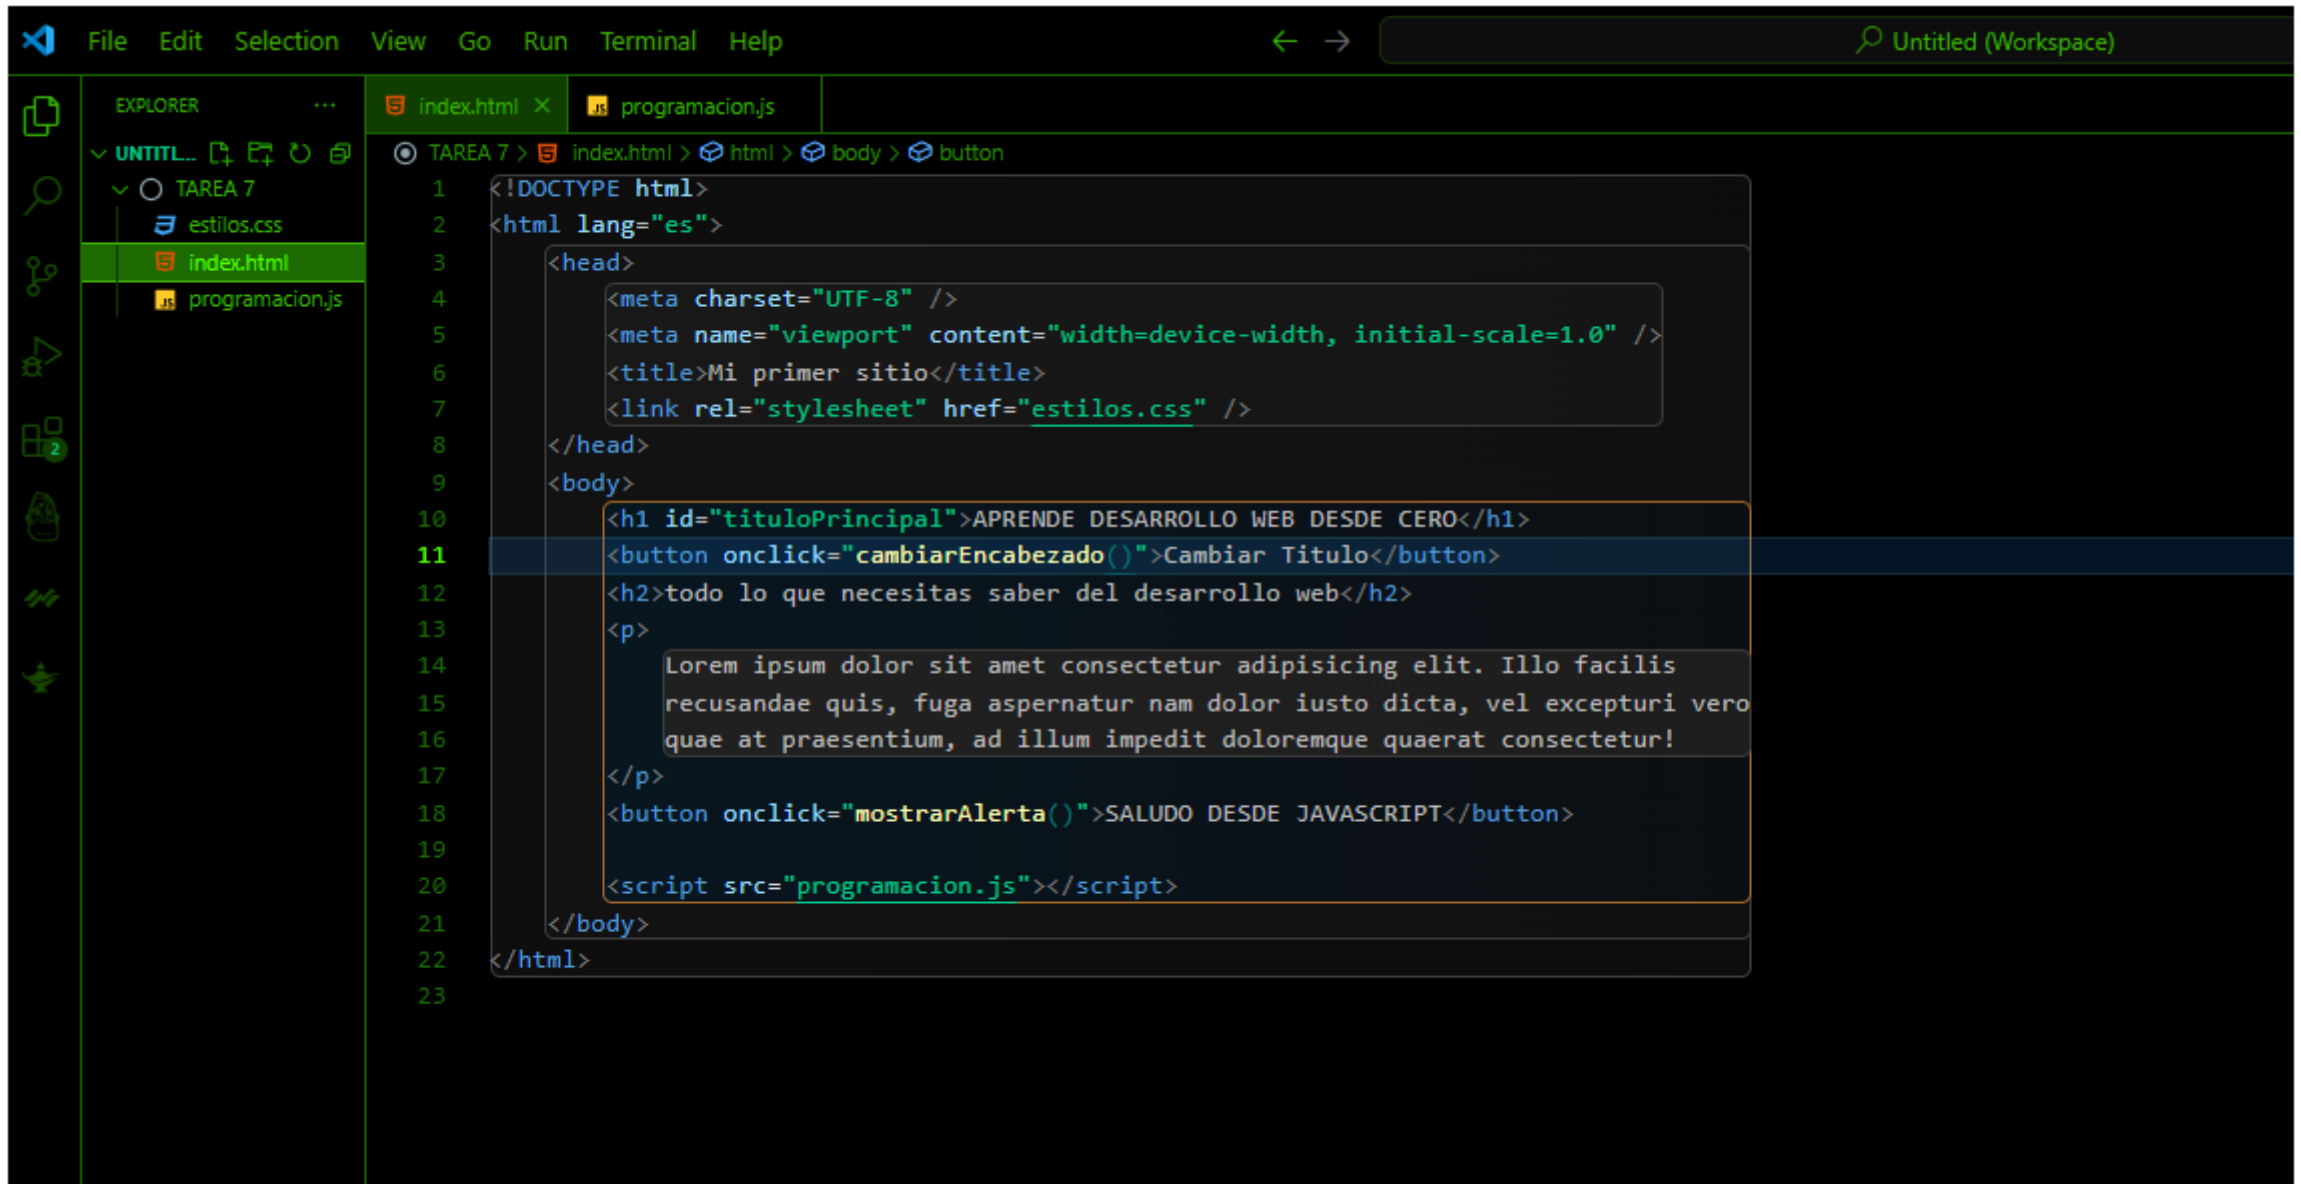 File Edit Selection View Go Run Terminal Help
Untitled (Workspace)
EXPLORER ...
index.html
programacion.js
UNTITL...
TAREA 7 > index.html > html > body > button
TAREA 7
estilos.css
index.html
programacion.js
2
1 <!DOCTYPE html>
2 <html lang="es">
3 <head>
4 <meta charset="UTF-8" />
5 <meta name="viewport" content="width=device-width, initial-scale=1.0" />
6 <title>Mi primer sitio</title>
7 <link rel="stylesheet" href="estilos.css" />
8 </head>
9 <body>
10 <h1 id="tituloPrincipal">APRENDE DESARROLLO WEB DESDE CERO</h1>
11 <button onclick="cambiarEncabezado()">Cambiar Titulo</button>
12 <h2>todo lo que necesitas saber del desarrollo web</h2>
13 <p>
14 Lorem ipsum dolor sit amet consectetur adipisicing elit. Illo facilis
15 recusandae quis, fuga aspernatur nam dolor iusto dicta, vel excepturi vero
16 quae at praesentium, ad illum impedit doloremque quaerat consectetur!
17 </p>
18 <button onclick="mostrarAlerta()">SALUDO DESDE JAVASCRIPT</button>
19
20 <script src="programacion.js"></script>
21 </body>
22 </html>
23